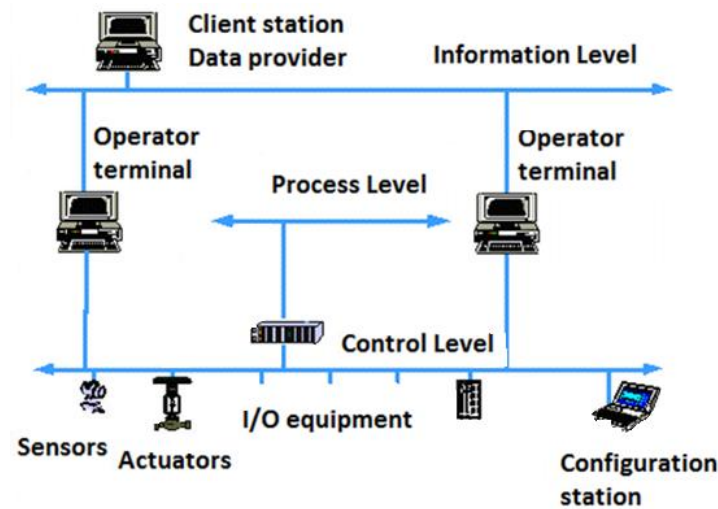 Client station
Data provider
Information Level
Operator
terminal
Operator
terminal
Process Level
Control Level
I/O equipment
Sensors
Actuators
Configuration
station